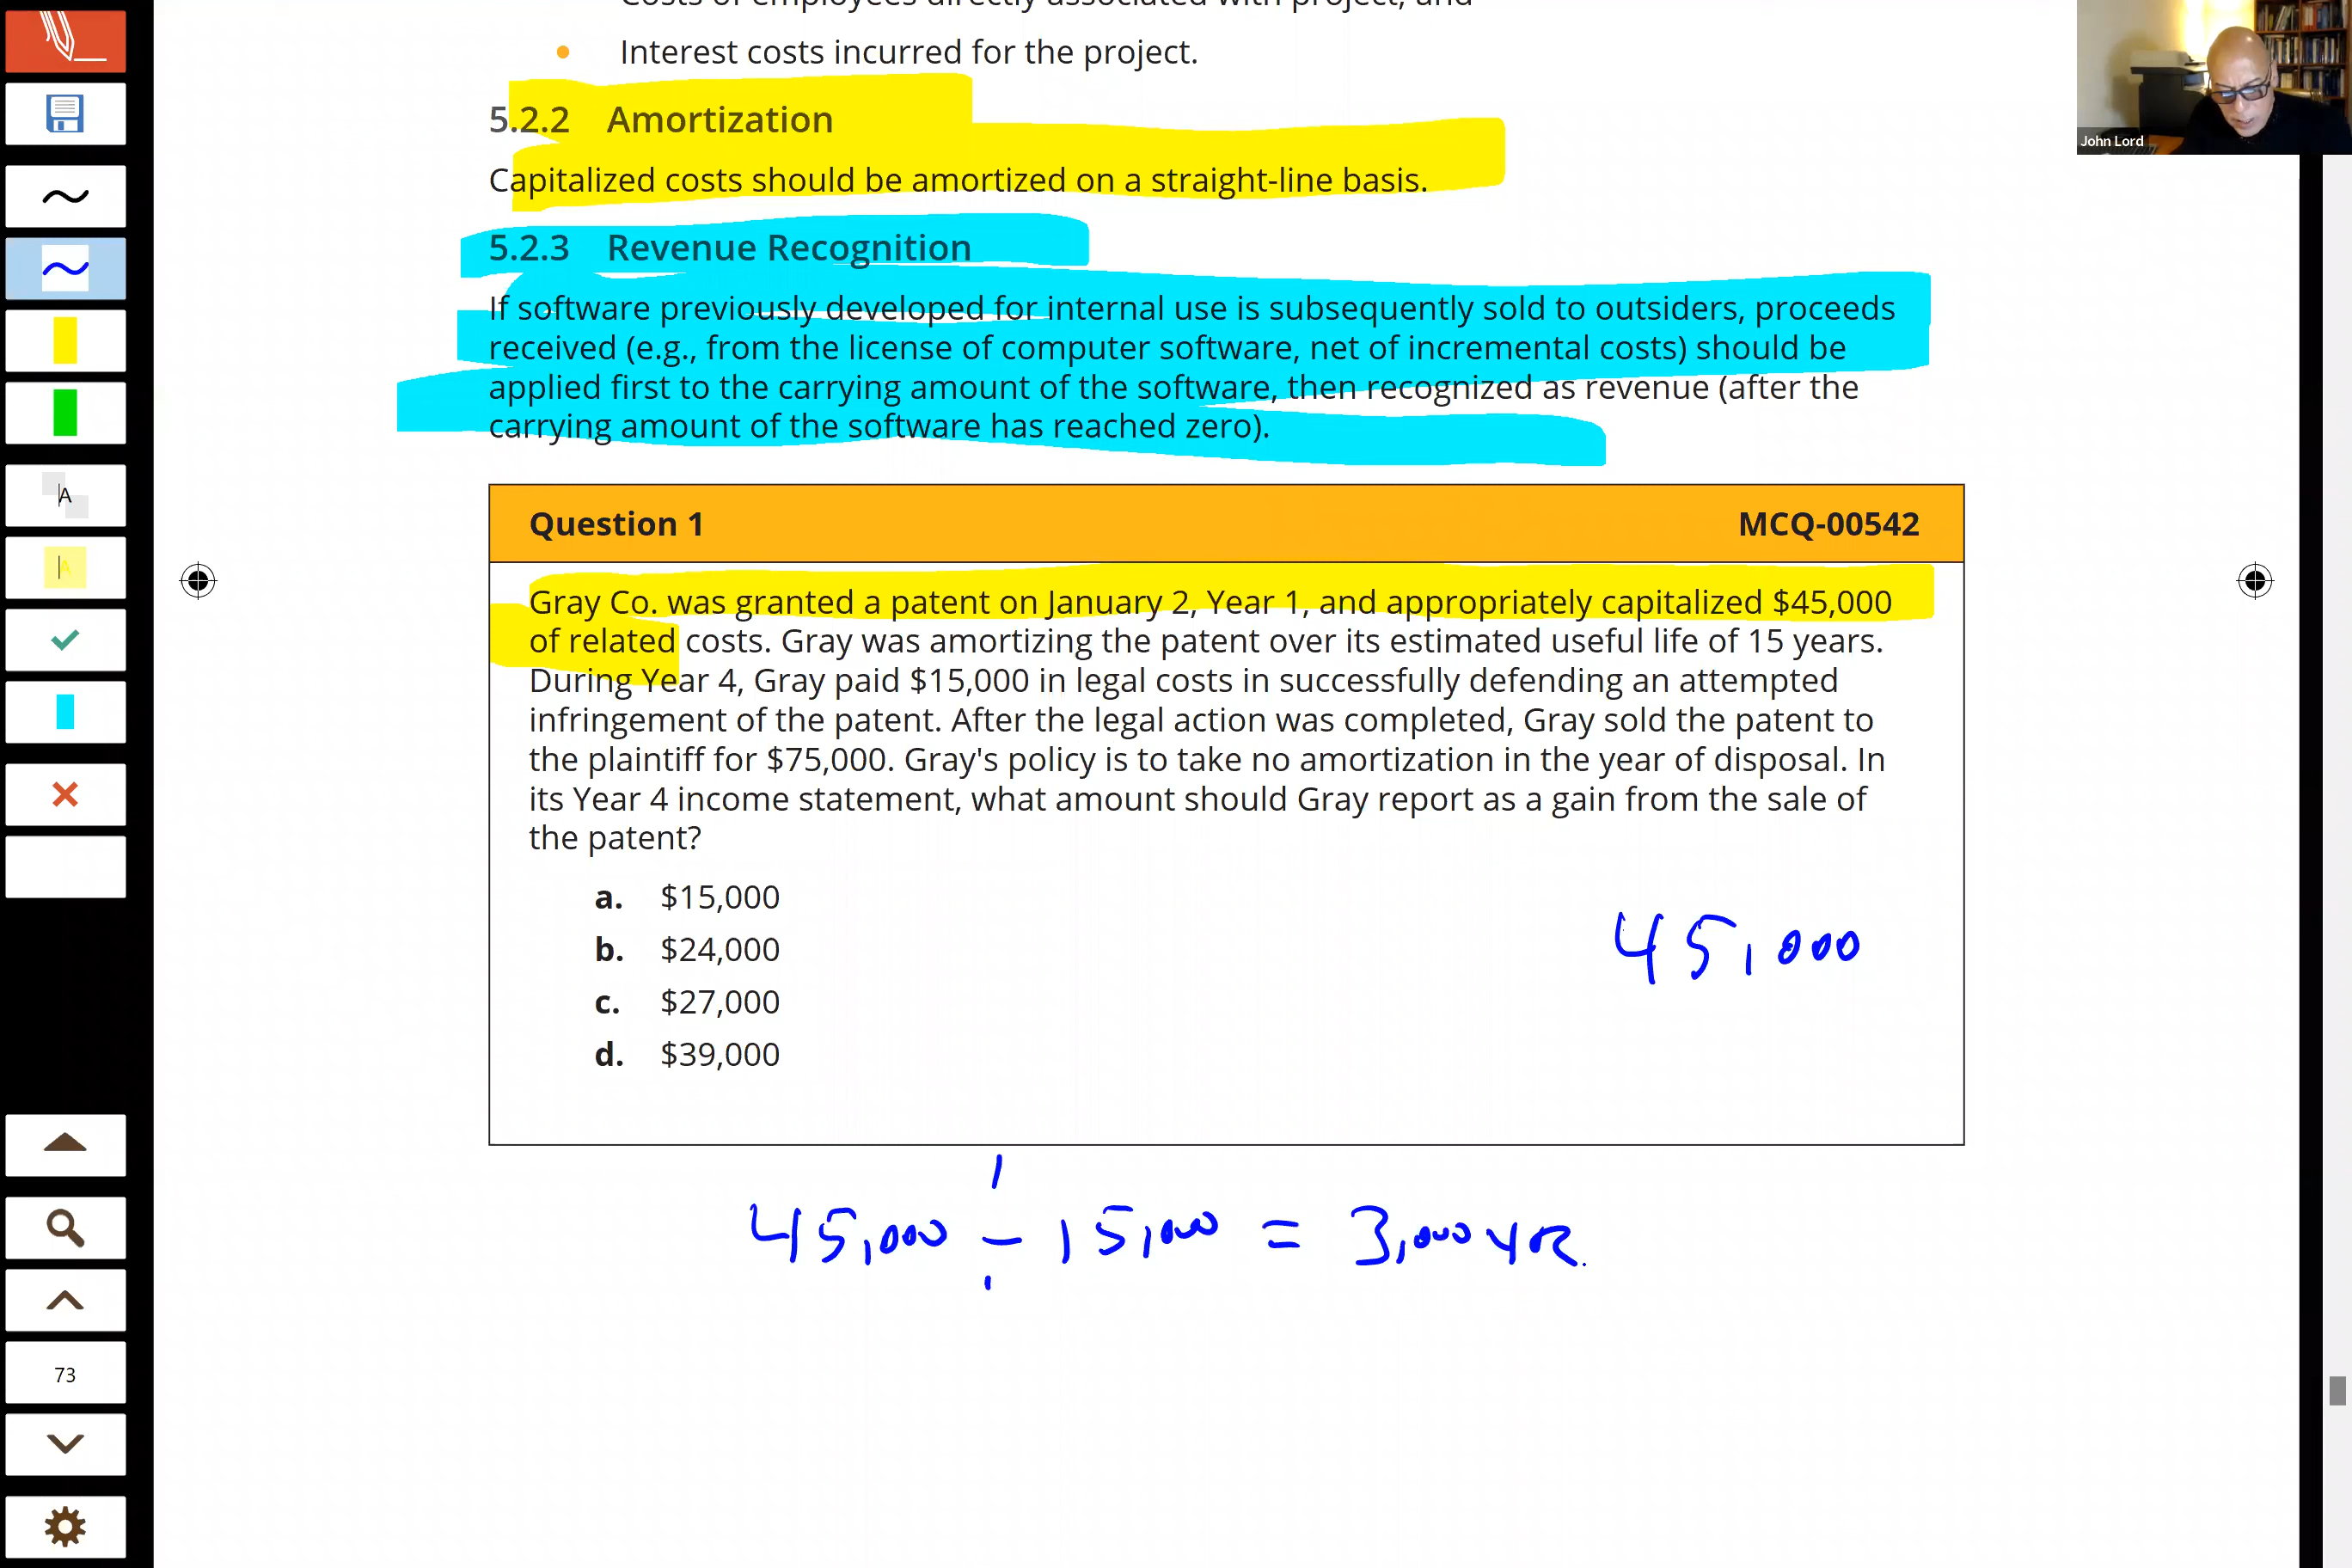 Costs of employees directly associated with project; and
• Interest costs incurred for the project.
John Lord
5.2.2 Amortization
Capitalized costs should be amortized on a straight-line basis.
5.2.3 Revenue Recognition
If software previously developed for internal use is subsequently sold to outsiders, proceeds
received (e.g., from the license of computer software, net of incremental costs) should be
applied first to the carrying amount of the software, then recognized as revenue (after the
carrying amount of the software has reached zero).
Question 1 MCQ-00542
Gray Co. was granted a patent on January 2, Year 1, and appropriately capitalized $45,000
of related costs. Gray was amortizing the patent over its estimated useful life of 15 years.
During Year 4, Gray paid $15,000 in legal costs in successfully defending an attempted
infringement of the patent. After the legal action was completed, Gray sold the patent to
the plaintiff for $75,000. Gray's policy is to take no amortization in the year of disposal. In
its Year 4 income statement, what amount should Gray report as a gain from the sale of
the patent?
a. $15,000
b. $24,000
c. $27,000
d. $39,000
45,000
45,000 ÷ 15,000 = 3,000 YR.
A
A
73